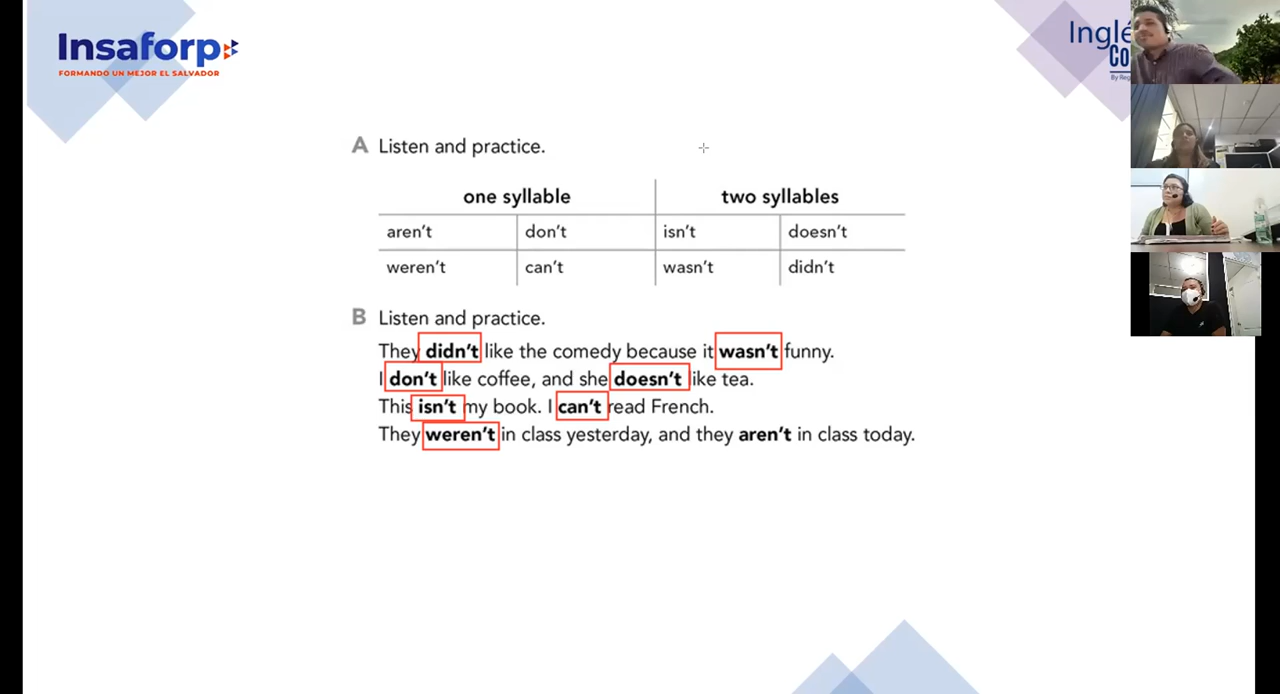 Insaforp
FORMANDO UN MEJOR EL SALVADOR
A Listen and practice.
one syllable two syllables
aren't don't isn't doesn't
weren't can't wasn't didn't
B Listen and practice.
They didn't like the comedy because it wasn't funny.
I don't like coffee, and she doesn't like tea.
This isn't my book. I can't read French.
They weren't in class yesterday, and they aren't in class today.